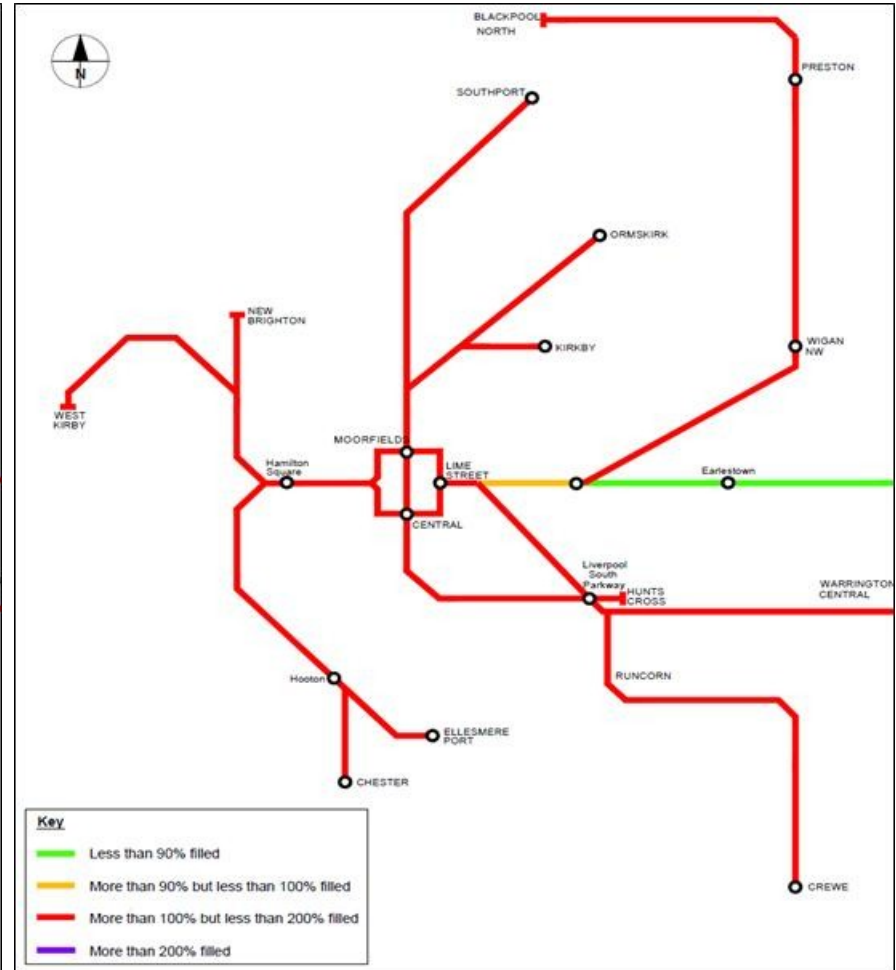 BLACKPOOL
NORTH
PRESTON
SOUTHPORT
ORMSKIRK
NEW
BRIGHTON
KIRKBY
WIGAN
NW
WEST
KIRBY
MOORFIELDS
Hamilton
Square
LIME
STREET
Earlestown
CENTRAL
Liverpool
South
Parkway
HUNTS
CROSS
WARRINGTON
CENTRAL
Hooton
RUNCORN
ELLESMERE
PORT
CHESTER
CREWE
N
Key
Less than 90% filled
More than 90% but less than 100% filled
More than 100% but less than 200% filled
More than 200% filled